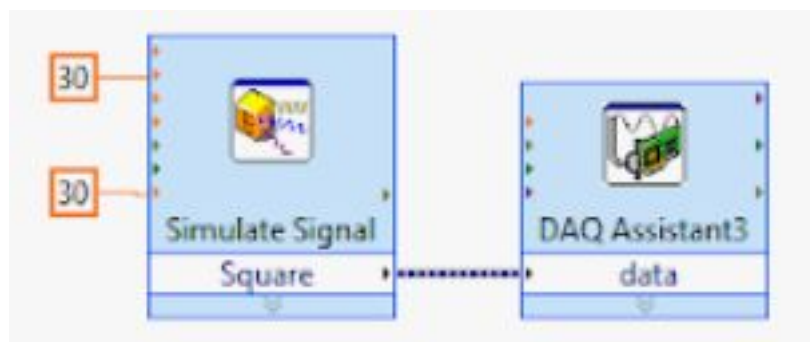 30
30
Simulate Signal
Square
DAQ Assistant3
data